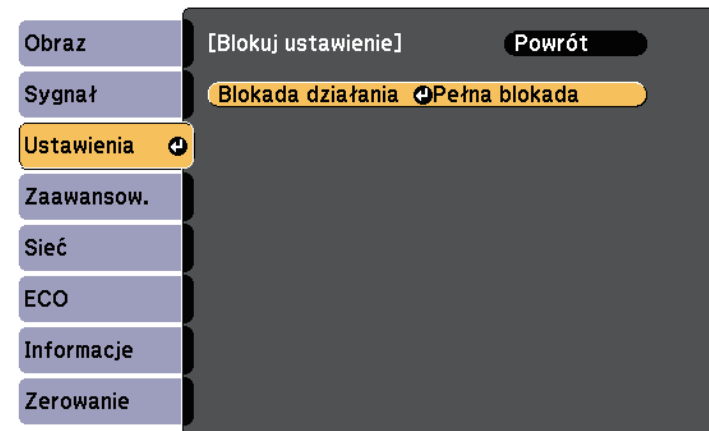 Obraz
Sygnał
Ustawienia
Zaawansow.
Sieć
ECO
Informacje
Zerowanie
[Blokuj ustawienie] Powrót
Blokada działania Pełna blokada